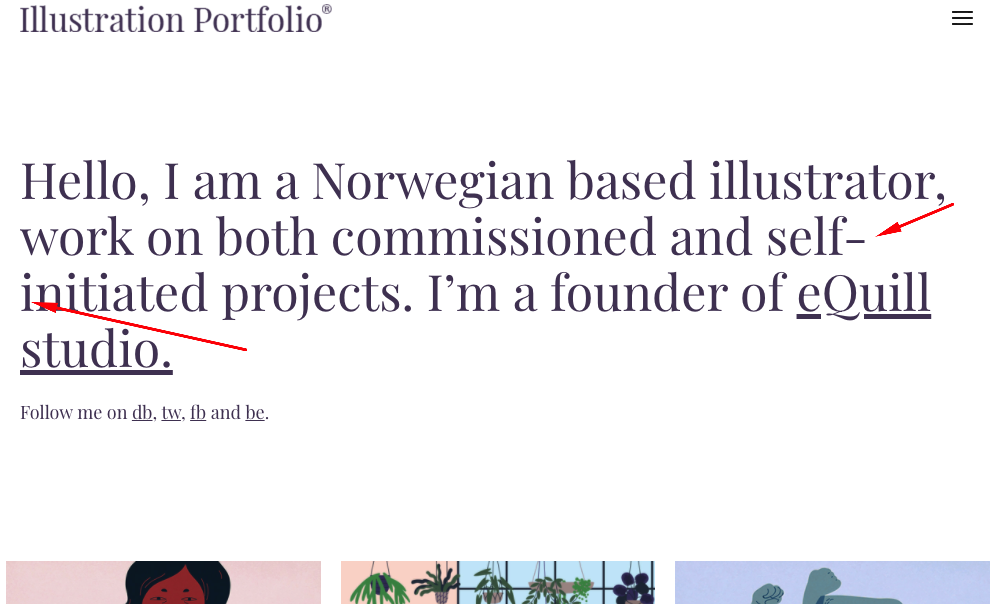 Illustration Portfolio®
Hello, I am a Norwegian based illustrator,
work on both commissioned and self-
initiated projects. I’m a founder of eQuill
studio.
Follow me on db, tw, fb and be.